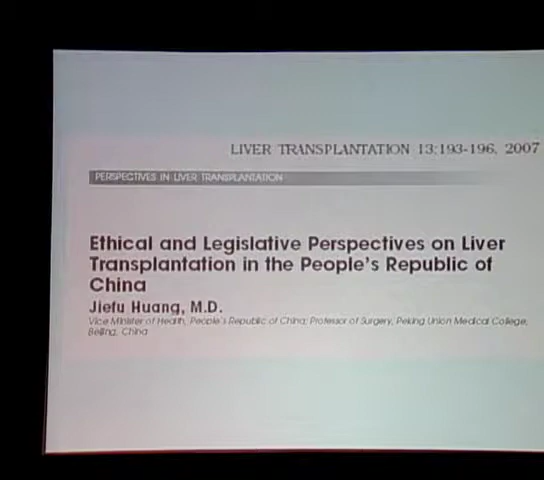 LIVER TRANSPLANTATION 13:193-196, 2007
PERSPECTIVES IN LIVER TRANSPLANTATION
Ethical and Legislative Perspectives on Liver
Transplantation in the People's Republic of
China
Jiefu Huang, M.D.
Vice Minister of Health, People's Republic of China; Professor of Surgery, Peking Union Medical College,
Beijing, China